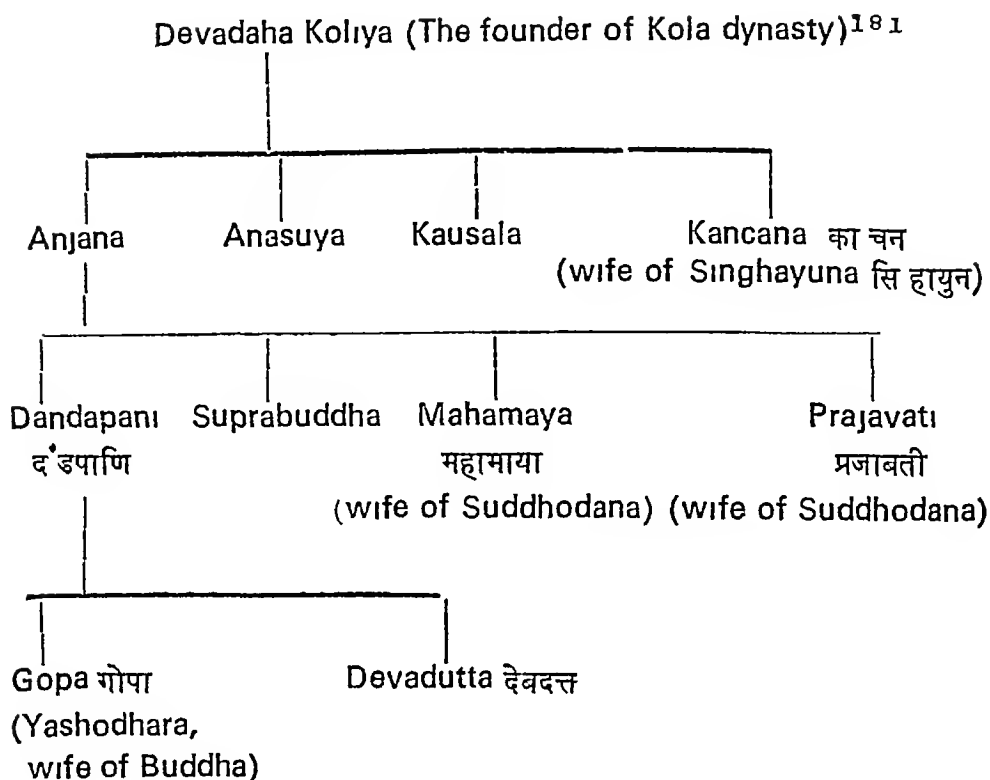 Devadaha Koliya (The founder of Kola dynasty)181
Anjana Anasuya Kausala Kancana का चन
(wife of Singhayuna सि हायुन)
Dandapani Suprabuddha Mahamaya Prajavati
द॑डपाणि महामाया प्रजाबती
(wife of Suddhodana) (wife of Suddhodana)
Gopa गोपा Devadutta देबदत्त
(Yashodhara,
wife of Buddha)